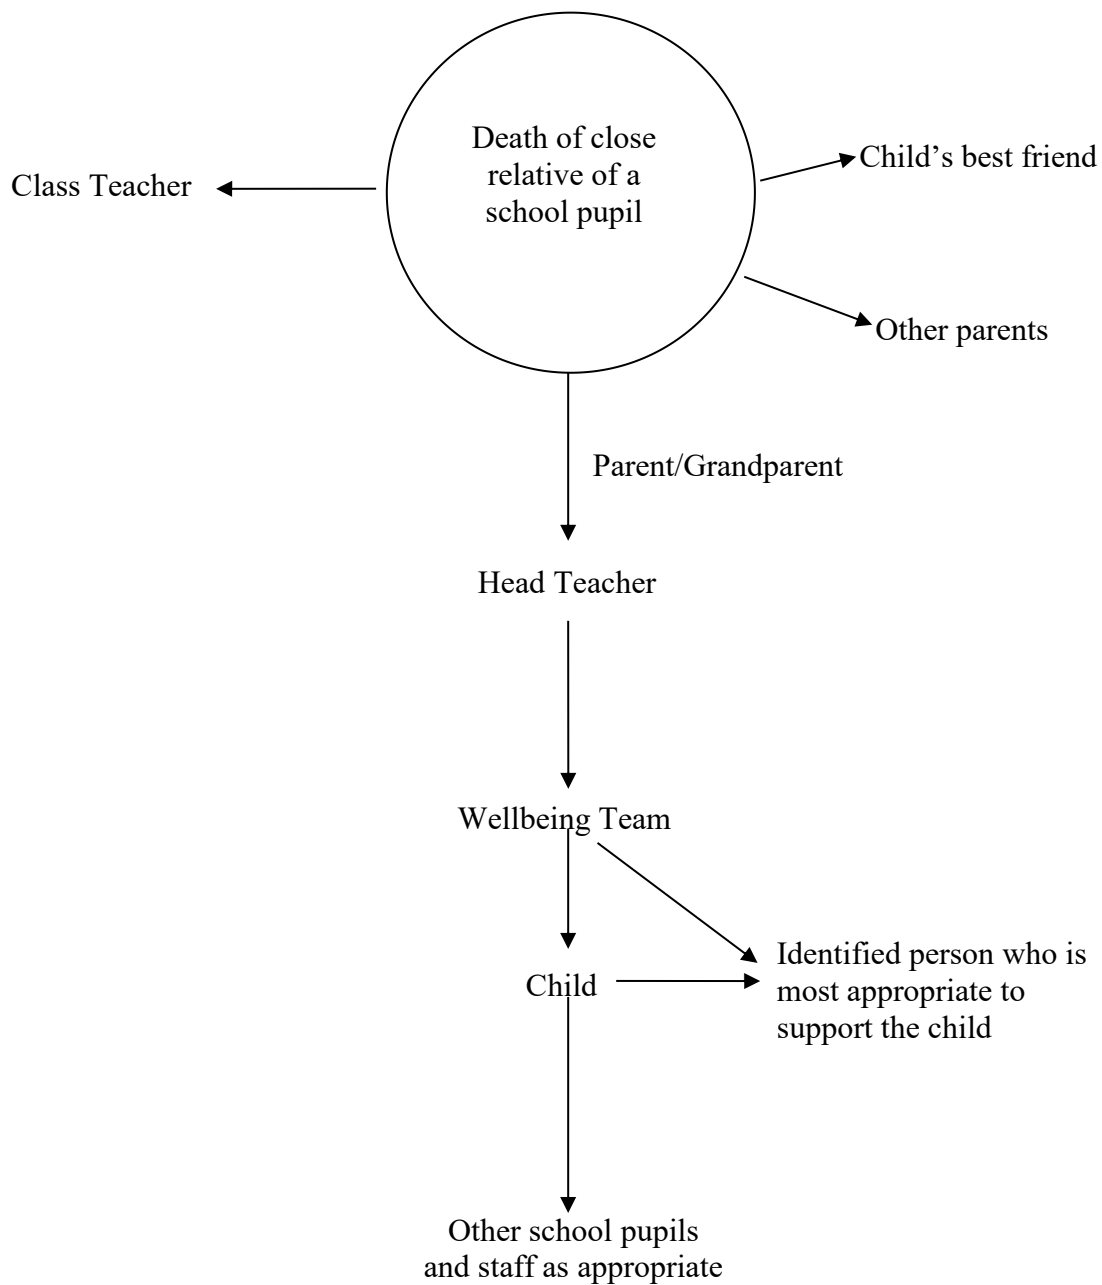 Death of close
relative of a
school pupil
Class Teacher
Child’s best friend
Other parents
Parent/Grandparent
Head Teacher
Wellbeing Team
Child
Identified person who is
most appropriate to
support the child
Other school pupils
and staff as appropriate